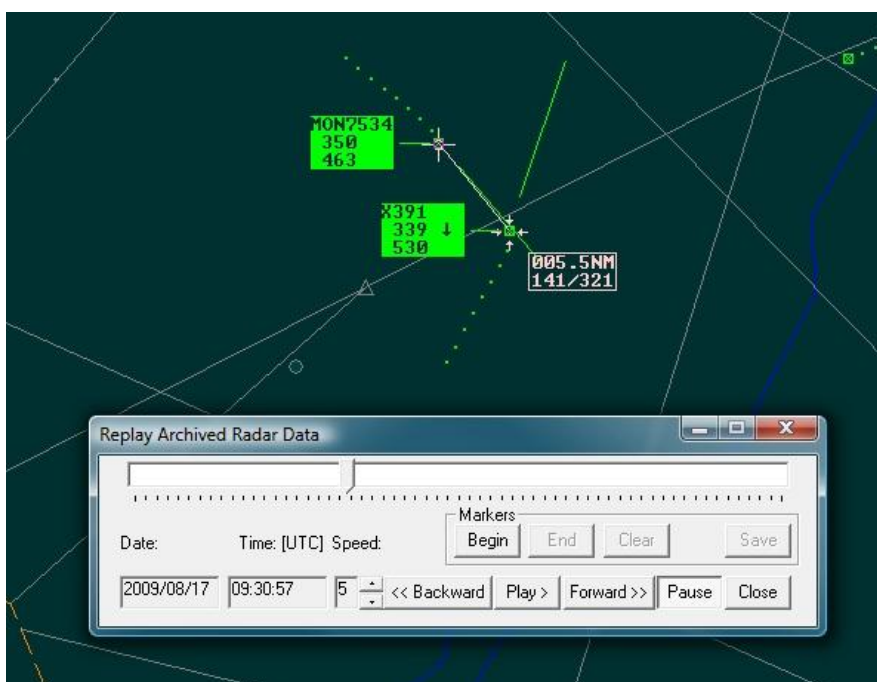 MON7534
350
463
X391
339 ↓
530
005.5NM
141/321
Replay Archived Radar Data
Markers
Date: Time: [UTC] Speed: Begin End Clear Save
2009/08/17 09:30:57 5 << Backward Play > Forward >> Pause Close